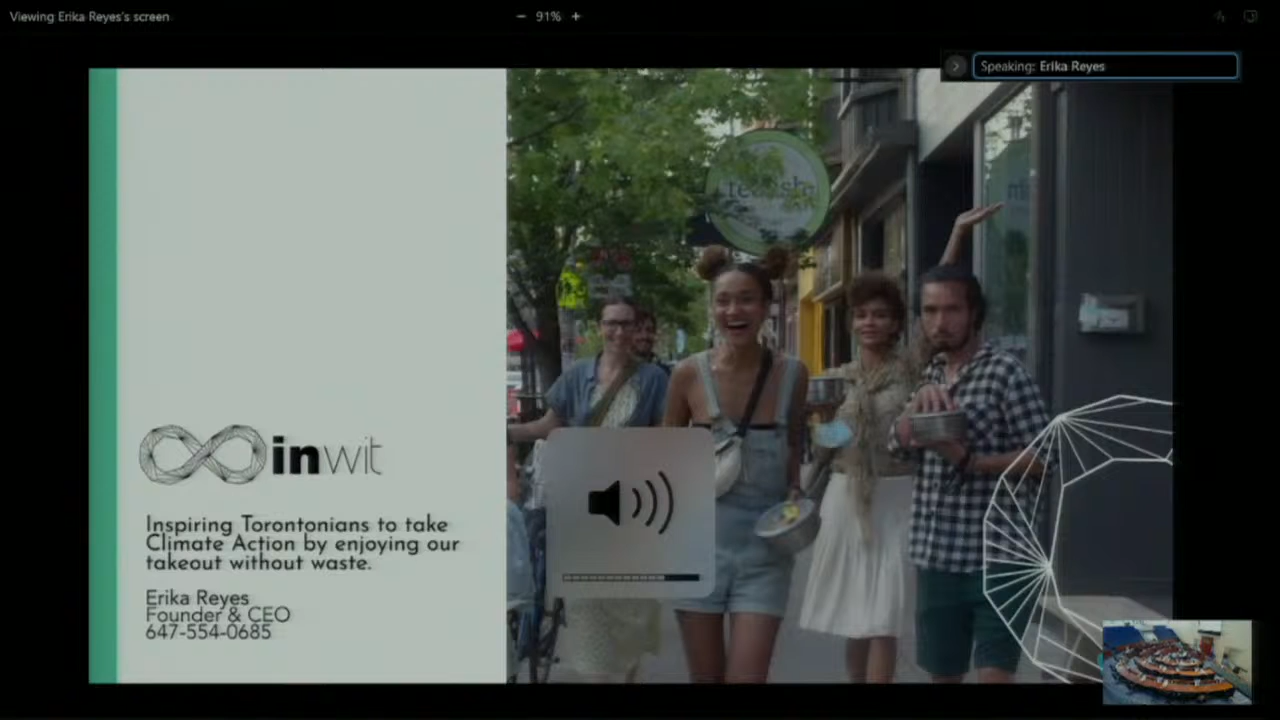 Viewing Erika Reyes's screen
91%
Speaking: Erika Reyes
inwit
Inspiring Torontonians to take
Climate Action by enjoying our
takeout without waste.
Erika Reyes
Founder & CEO
647-554-0685